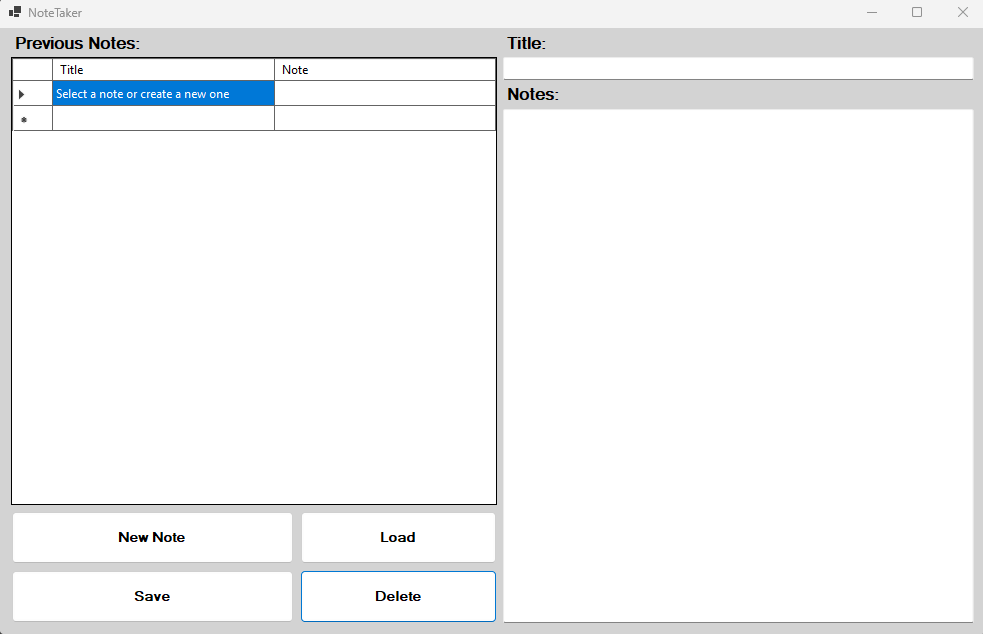 NoteTaker
Previous Notes:
Title Note
Select a note or create a new one
New Note Load
Save Delete
Title:
Notes: